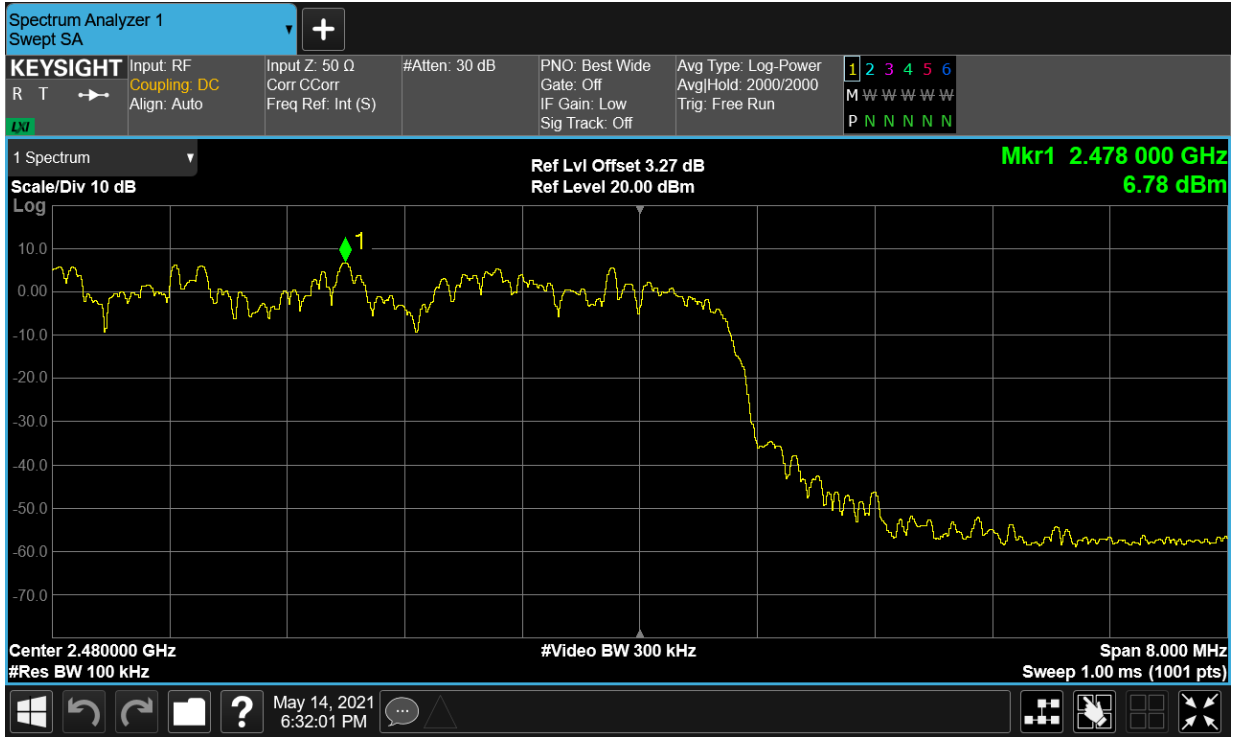 Spectrum Analyzer 1
Swept SA
+
KEYSIGHT
R T
LXI
Input: RF
Coupling: DC
Align: Auto
Input Z: 50 Ω
Corr CCorr
Freq Ref: Int (S)
#Atten: 30 dB
PNO: Best Wide
Gate: Off
IF Gain: Low
Sig Track: Off
Avg Type: Log-Power
Avg|Hold: 2000/2000
Trig: Free Run
1 2 3 4 5 6
M W W W W W
P N N N N N
1 Spectrum
Scale/Div 10 dB
Log
Ref Lvl Offset 3.27 dB
Ref Level 20.00 dBm
Mkr1 2.478 000 GHz
6.78 dBm
1
10.0
0.00
-10.0
-20.0
-30.0
-40.0
-50.0
-60.0
-70.0
Center 2.480000 GHz
#Res BW 100 kHz
#Video BW 300 kHz
Span 8.000 MHz
Sweep 1.00 ms (1001 pts)
?
May 14, 2021
6:32:01 PM